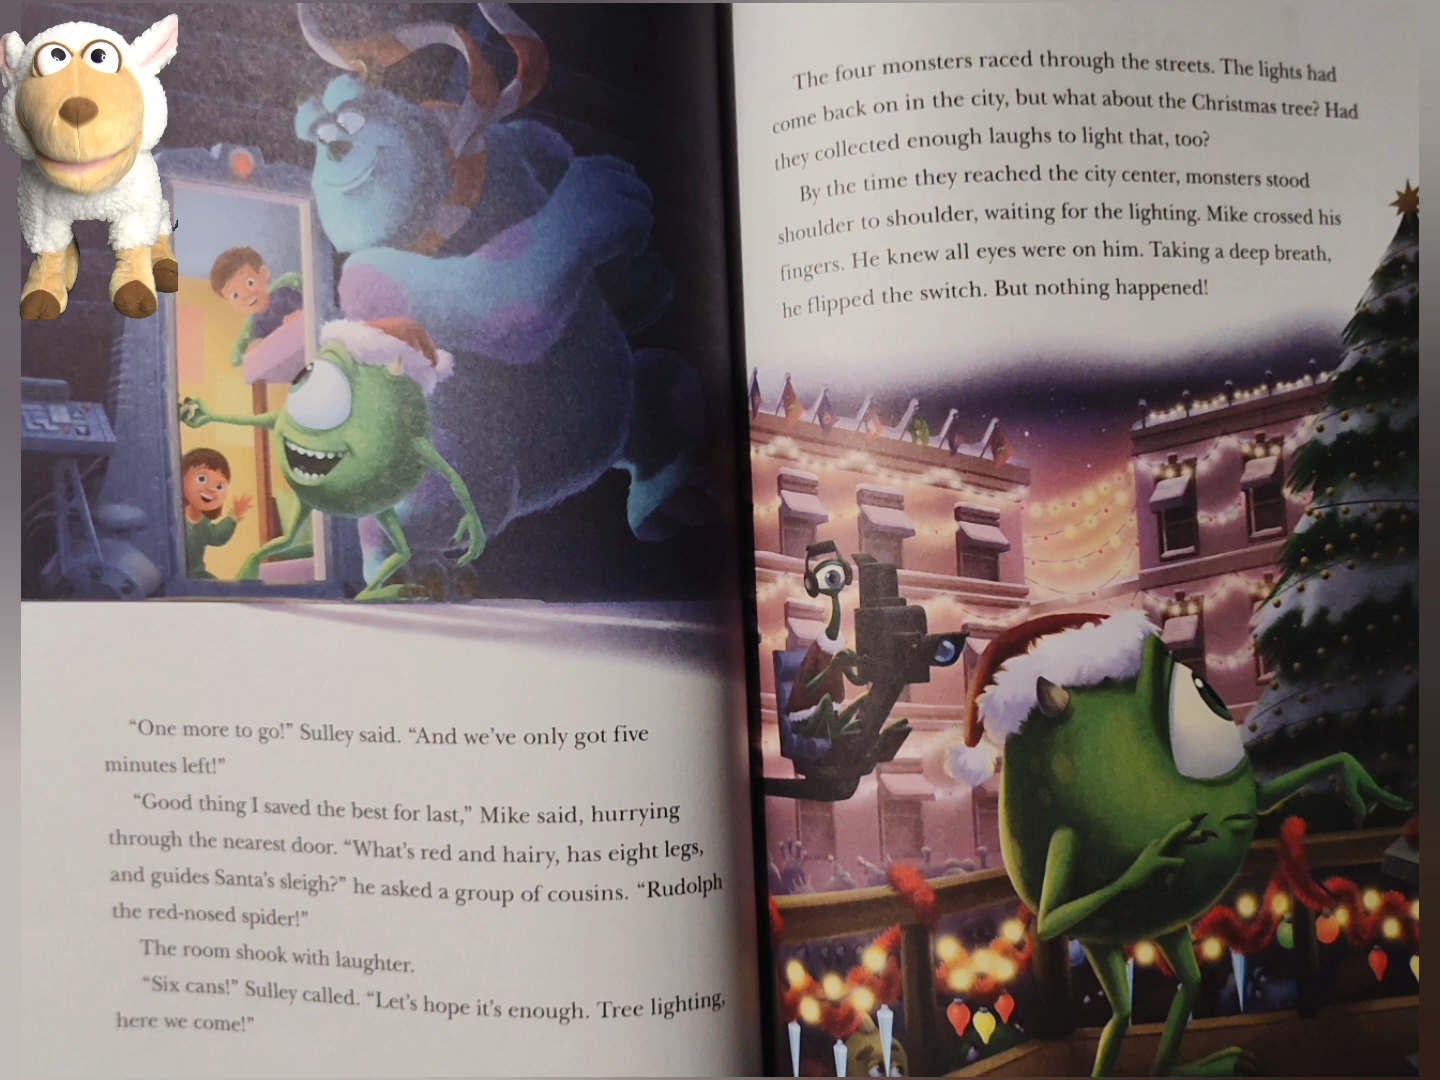 “One more to go!” Sulley said. “And we’ve only got five
minutes left!”
“Good thing I saved the best for last,” Mike said, hurrying
through the nearest door. “What’s red and hairy, has eight legs,
and guides Santa’s sleigh?” he asked a group of cousins. “Rudolph
the red-nosed spider!”
The room shook with laughter.
“Six cans!” Sulley called. “Let’s hope it’s enough. Tree lighting,
here we come!”
The four monsters raced through the streets. The lights had
come back on in the city, but what about the Christmas tree? Had
they collected enough laughs to light that, too?
By the time they reached the city center, monsters stood
shoulder to shoulder, waiting for the lighting. Mike crossed his
fingers. He knew all eyes were on him. Taking a deep breath,
he flipped the switch. But nothing happened!